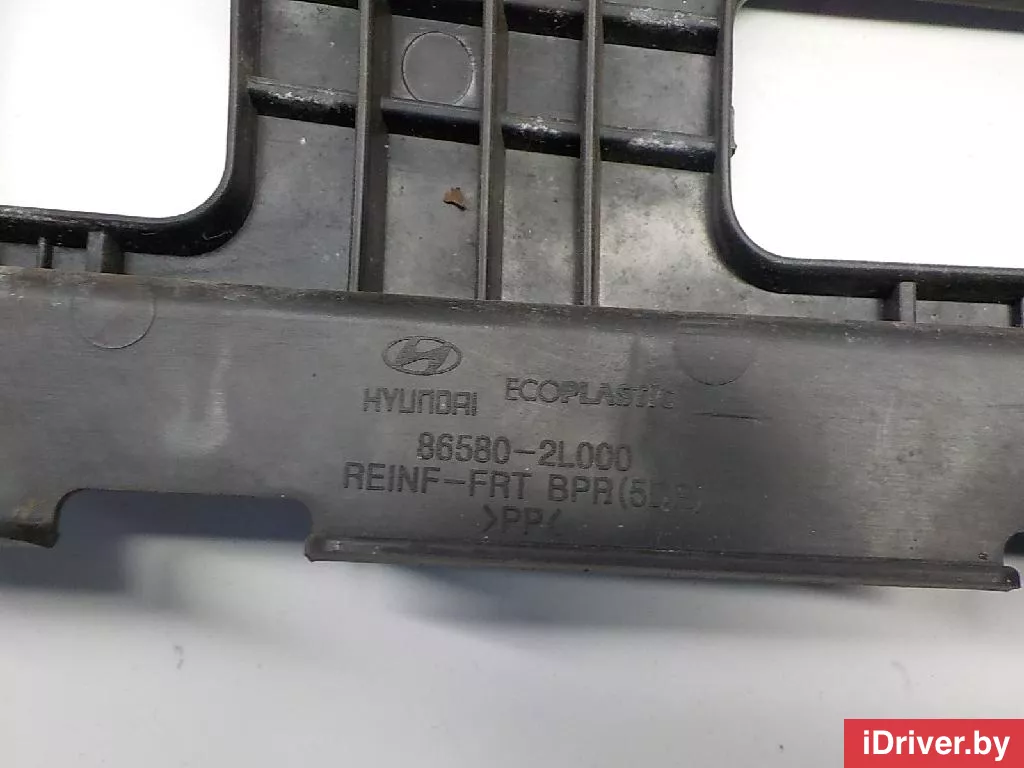 HYUNDAI ECOPLASTIC
86580-2L000
REINF-FRT BPR
>PP<
iDriver.by